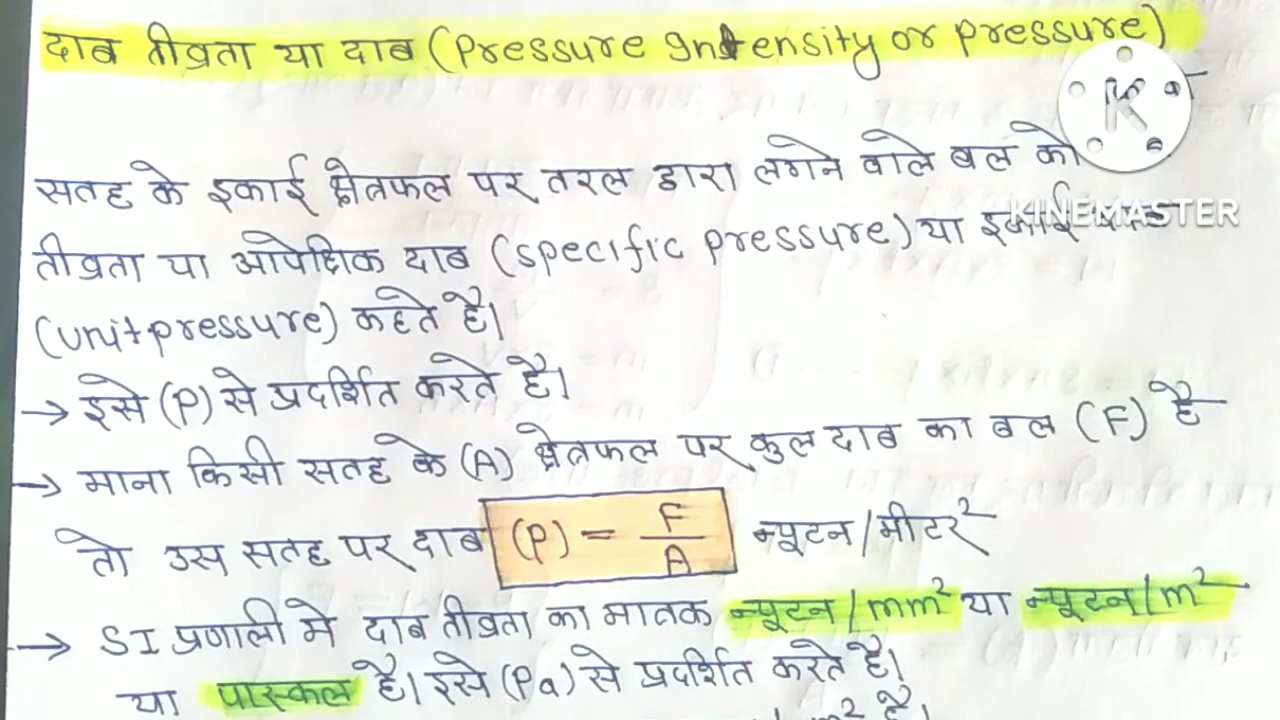 दाब तीव्रता या दाब (Pressure Intensity or pressure)
सतह के इकाई क्षेत्रफल पर तरल द्वारा लगने वाले बल को
KINEMASTER
तीव्रता या आपेक्षिक दाब (specific pressure) या इकाई
(unit pressure) कहते है।
→ इसे (P) से प्रदर्शित करते है।
→ माना किसी सतह के (A) क्षेत्रफल पर कुल दाब का बल (F) है
तो उस सतह पर दाब (P) = F/A न्यूटन/मीटर²
→ SI प्रणाली मे दाब तीव्रता का मातक न्यूटन/mm² या न्यूटन/m²
या पास्कल है। इसे (Pa) से प्रदर्शित करते है।